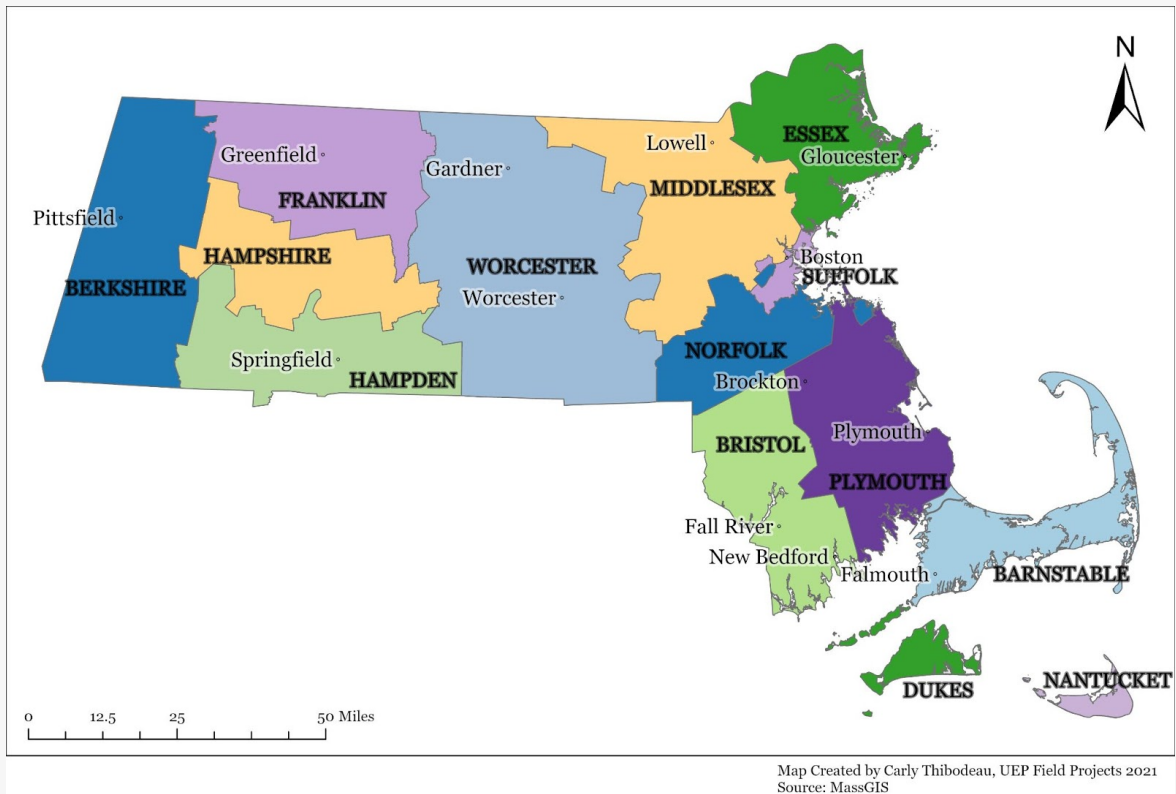 N
ESSEX
Lowell
Gloucester
Greenfield
Gardner
MIDDLESEX
FRANKLIN
Pittsfield
HAMPSHIRE
Boston
WORCESTER
SUFFOLK
BERKSHIRE
Worcester
NORFOLK
Springfield
HAMPDEN
Brockton
Plymouth
BRISTOL
PLYMOUTH
Fall River
New Bedford
Falmouth
BARNSTABLE
NANTUCKET
DUKES
0 12.5 25 50 Miles
Map Created by Carly Thibodeau, UEP Field Projects 2021
Source: MassGIS